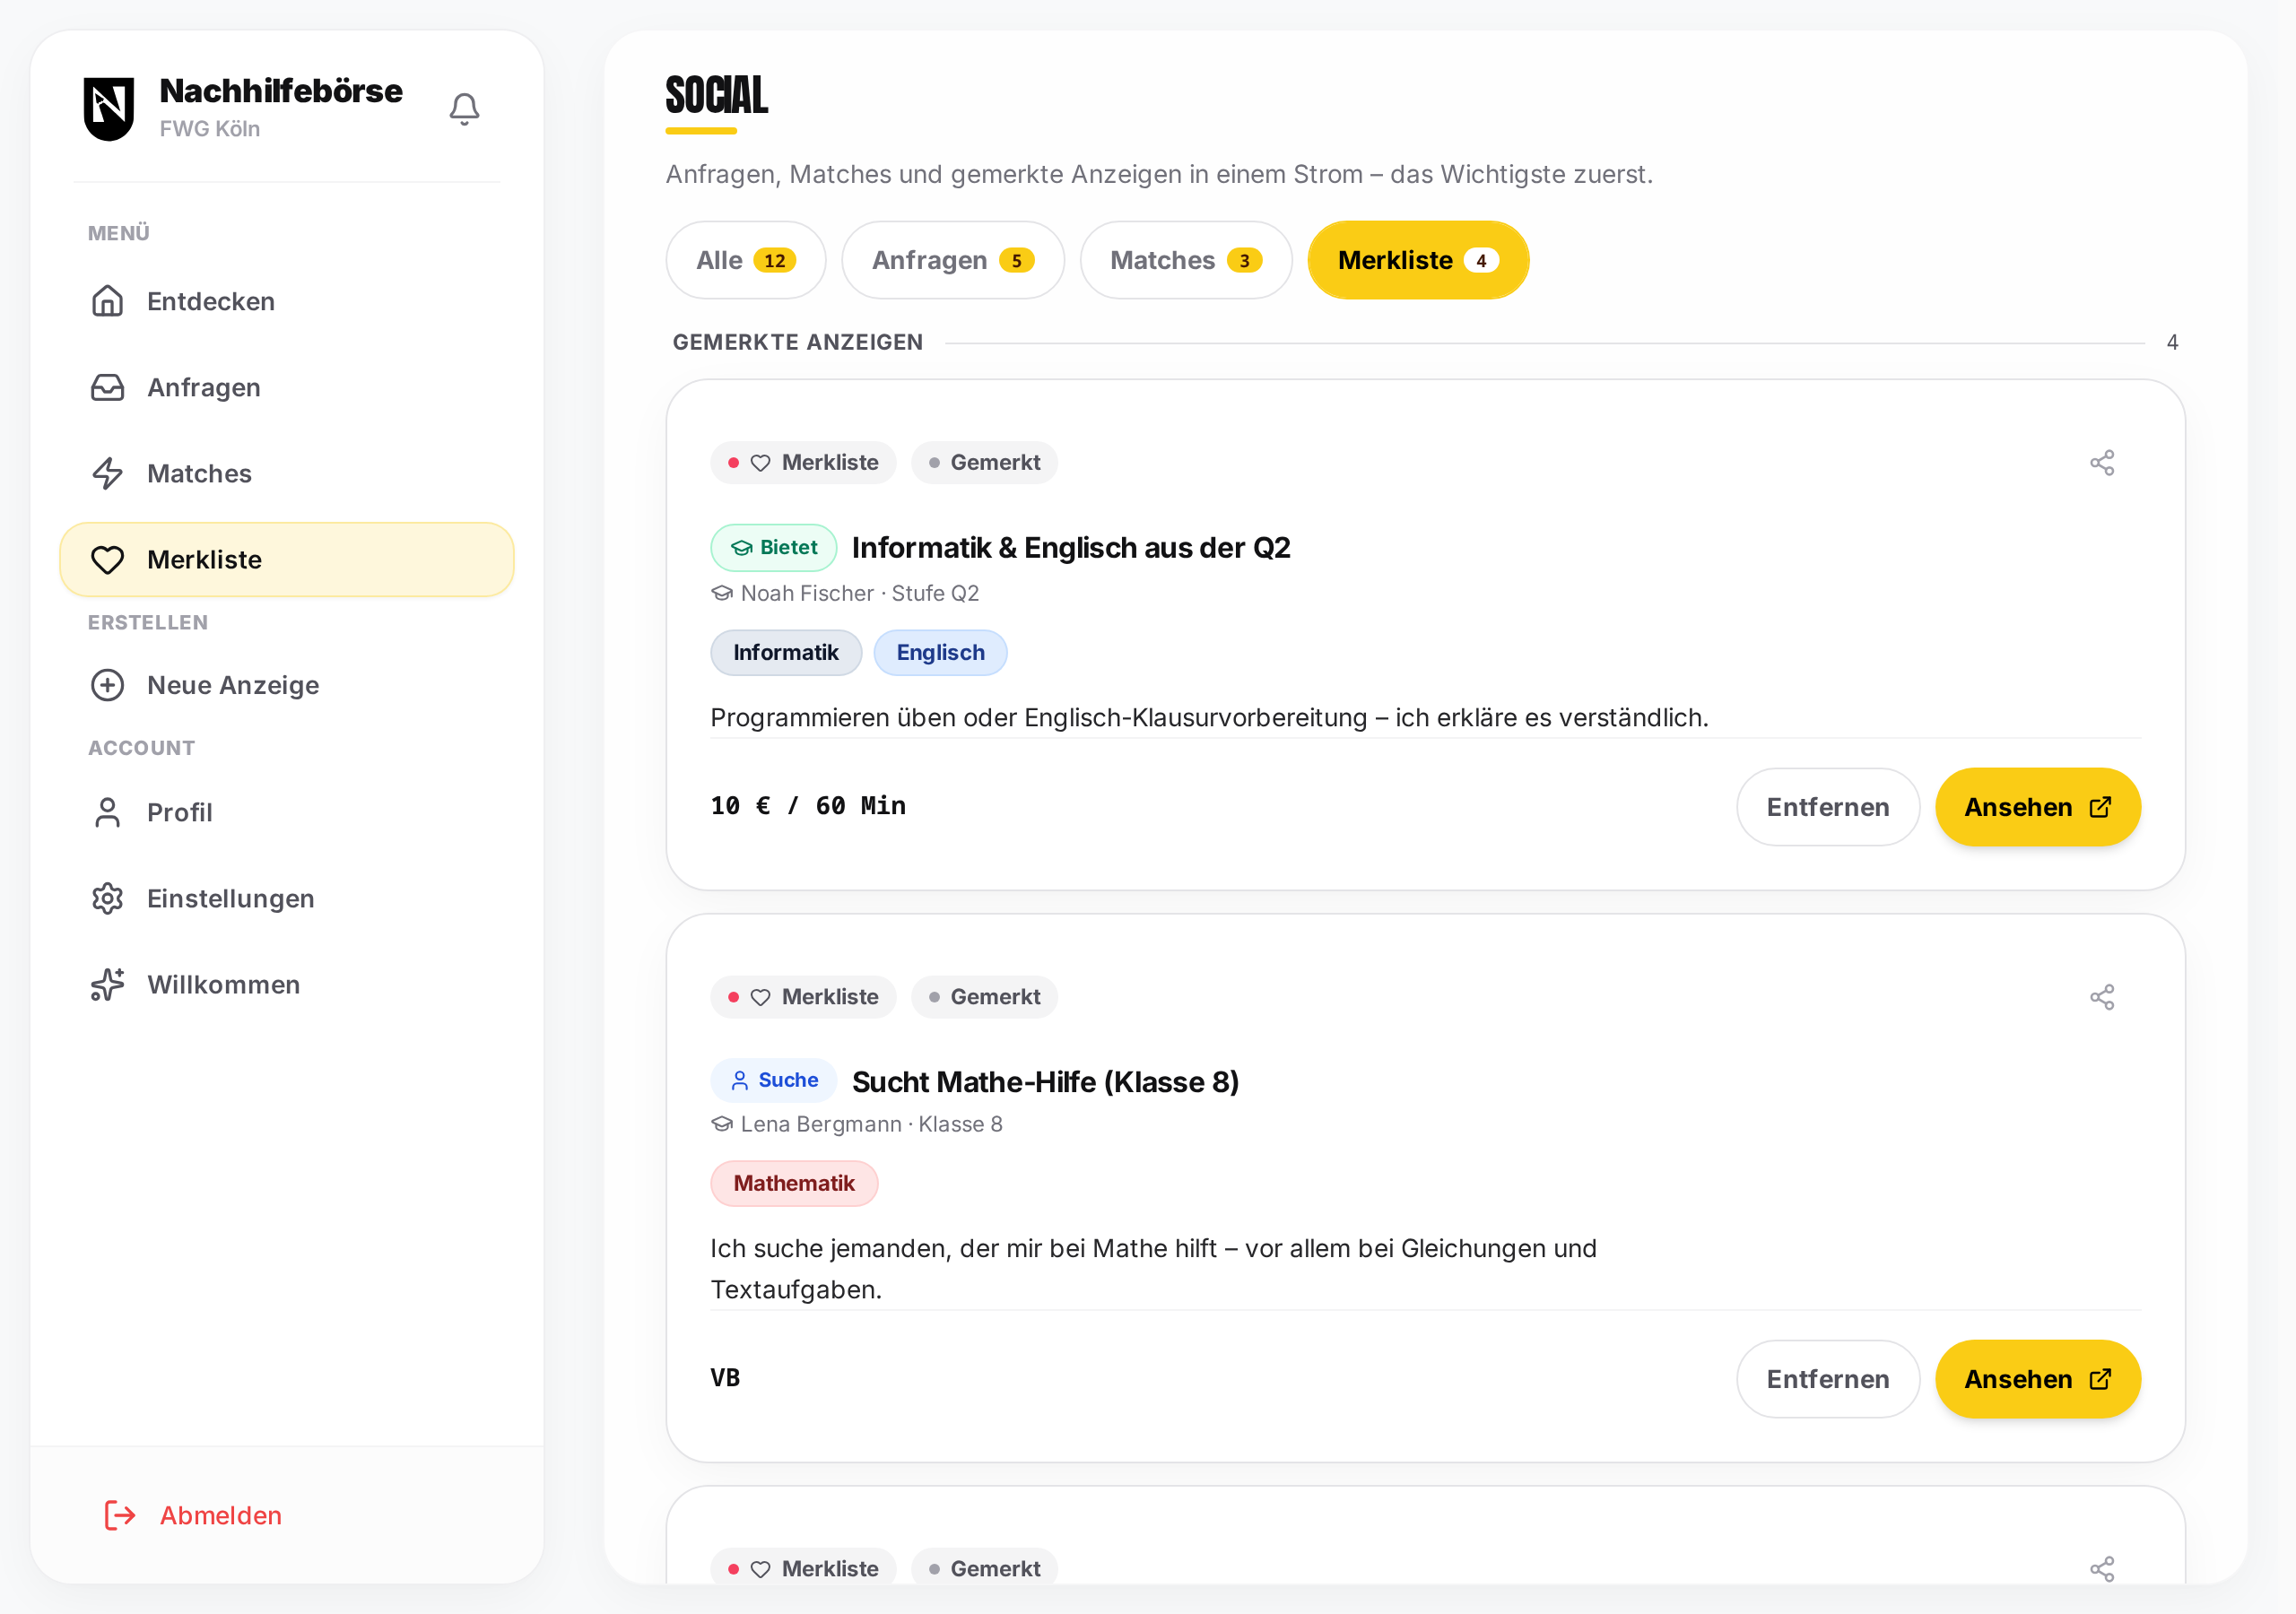 Nachhilfebörse
FWG Köln
MENÜ
Entdecken
Anfragen
Matches
Merkliste
ERSTELLEN
Neue Anzeige
ACCOUNT
Profil
Einstellungen
Willkommen
Abmelden
SOCIAL
Anfragen, Matches und gemerkte Anzeigen in einem Strom – das Wichtigste zuerst.
Alle 12 Anfragen 5 Matches 3 Merkliste 4
GEMERKTE ANZEIGEN 4
Merkliste Gemerkt
Bietet Informatik & Englisch aus der Q2
Noah Fischer · Stufe Q2
Informatik Englisch
Programmieren üben oder Englisch-Klausurvorbereitung – ich erkläre es verständlich.
10 € / 60 Min Entfernen Ansehen
Merkliste Gemerkt
Suche Sucht Mathe-Hilfe (Klasse 8)
Lena Bergmann · Klasse 8
Mathematik
Ich suche jemanden, der mir bei Mathe hilft – vor allem bei Gleichungen und
Textaufgaben.
VB Entfernen Ansehen
Merkliste Gemerkt